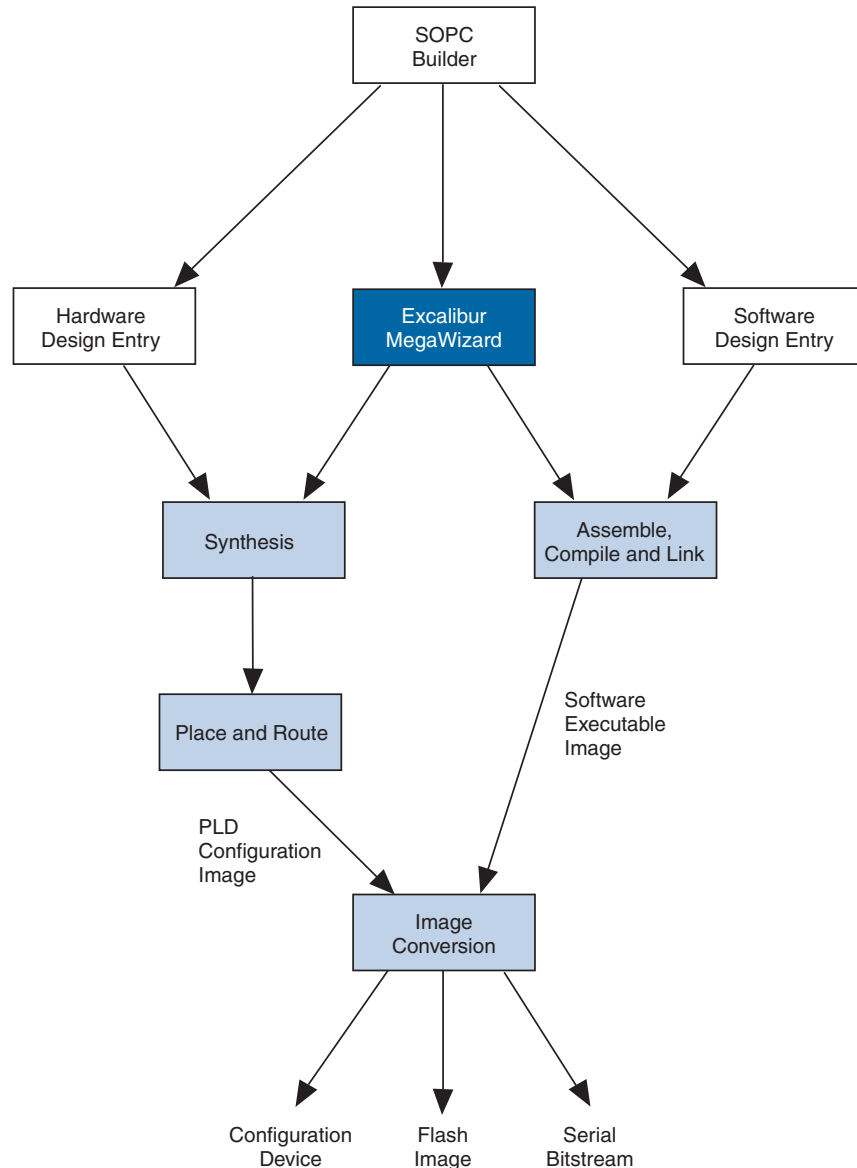 SOPC
Builder
Hardware
Design Entry
Excalibur
MegaWizard
Software
Design Entry
Synthesis
Assemble,
Compile and Link
Place and Route
Software
Executable
Image
PLD
Configuration
Image
Image
Conversion
Configuration
Device
Flash
Image
Serial
Bitstream